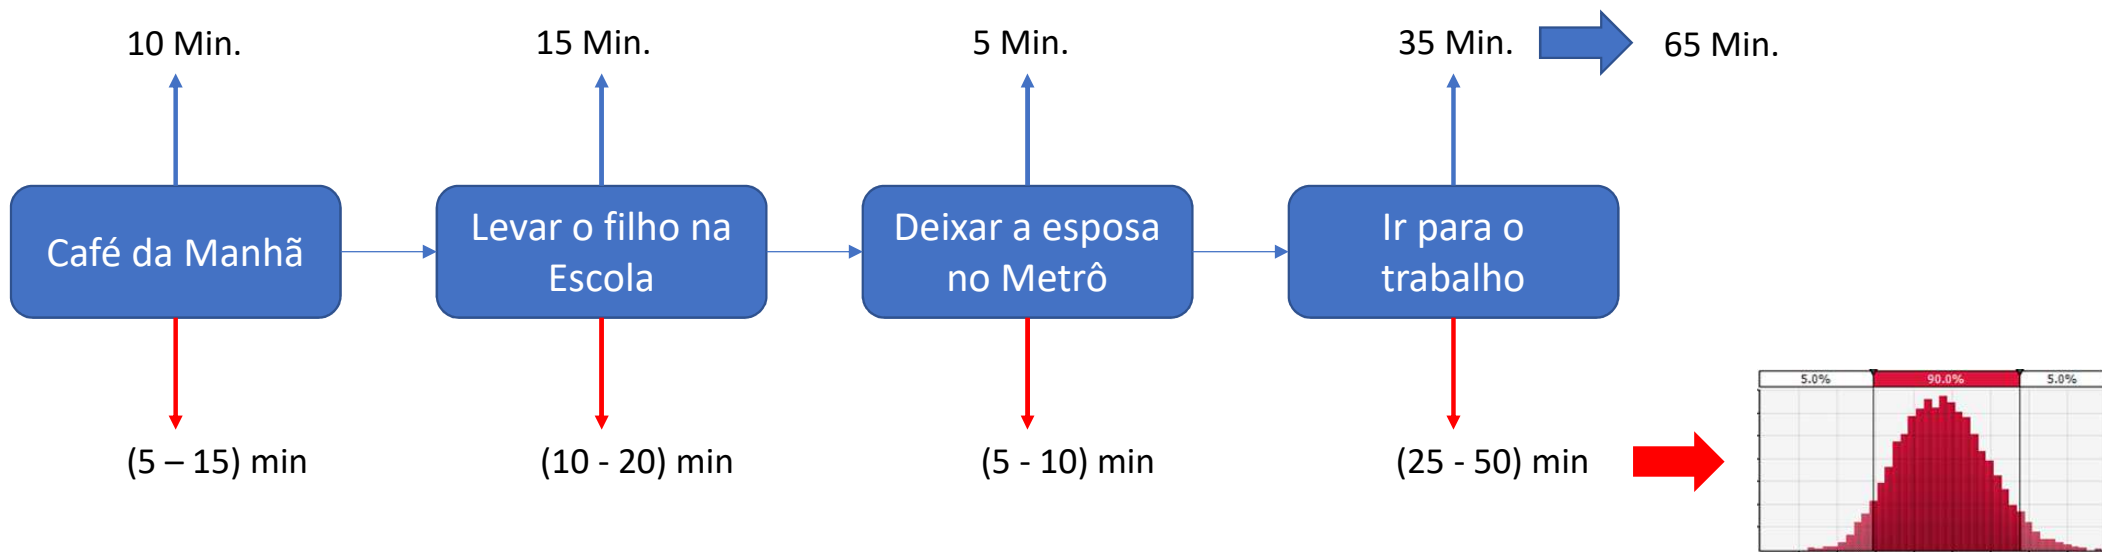 10 Min.
15 Min.
5 Min.
35 Min.
65 Min.
Café da Manhã
Levar o filho na
Escola
Deixar a esposa
no Metrô
Ir para o
trabalho
(5 – 15) min
(10 - 20) min
(5 - 10) min
(25 - 50) min
5.0%
90.0%
5.0%